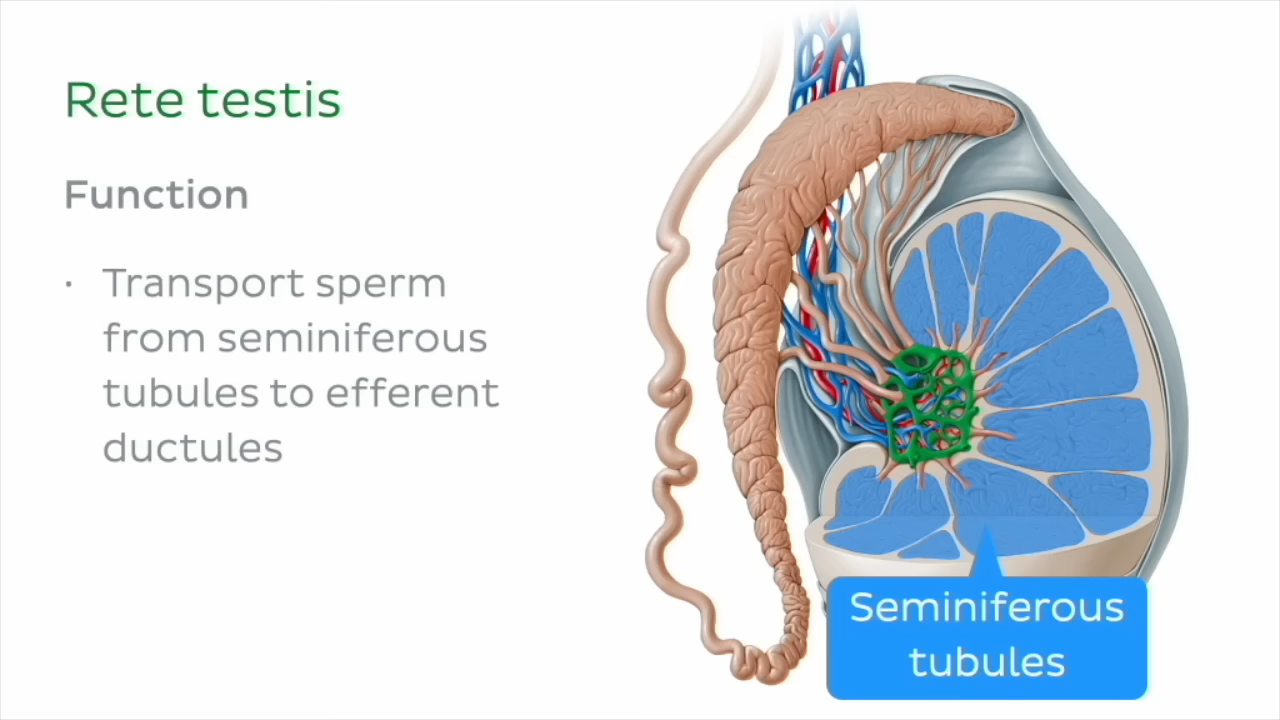 Rete testis
Function
· Transport sperm
from seminiferous
tubules to efferent
ductules
Seminiferous
tubules